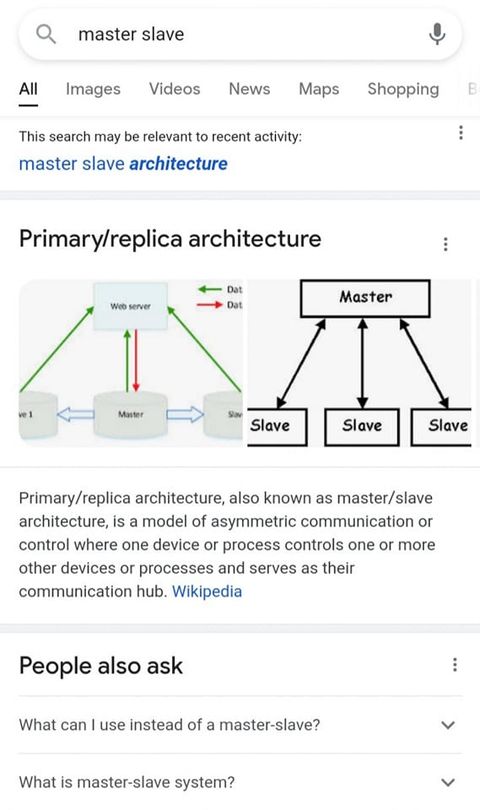 master slave
All Images Videos News Maps Shopping
This search may be relevant to recent activity:
master slave architecture
Primary/replica architecture
Web server
Dat
Dat
ve 1
Master
Slav
Master
Slave
Slave
Slave
Primary/replica architecture, also known as master/slave
architecture, is a model of asymmetric communication or
control where one device or process controls one or more
other devices or processes and serves as their
communication hub. Wikipedia
People also ask
What can I use instead of a master-slave?
What is master-slave system?